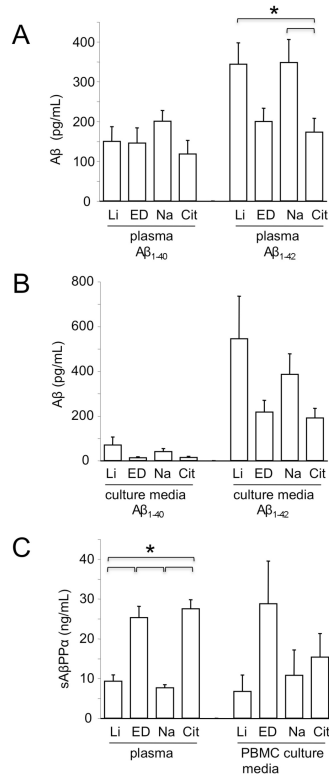 A
*
400
300
200
100
0
Aβ (pg/mL)
Li ED Na Cit Li ED Na Cit
plasma plasma
Aβ1-40 Aβ1-42
B
800
600
400
200
0
Aβ (pg/mL)
Li ED Na Cit Li ED Na Cit
culture media culture media
Aβ1-40 Aβ1-42
C
*
40
30
20
10
0
sAβPPα (ng/mL)
Li ED Na Cit Li ED Na Cit
plasma PBMC culture
media